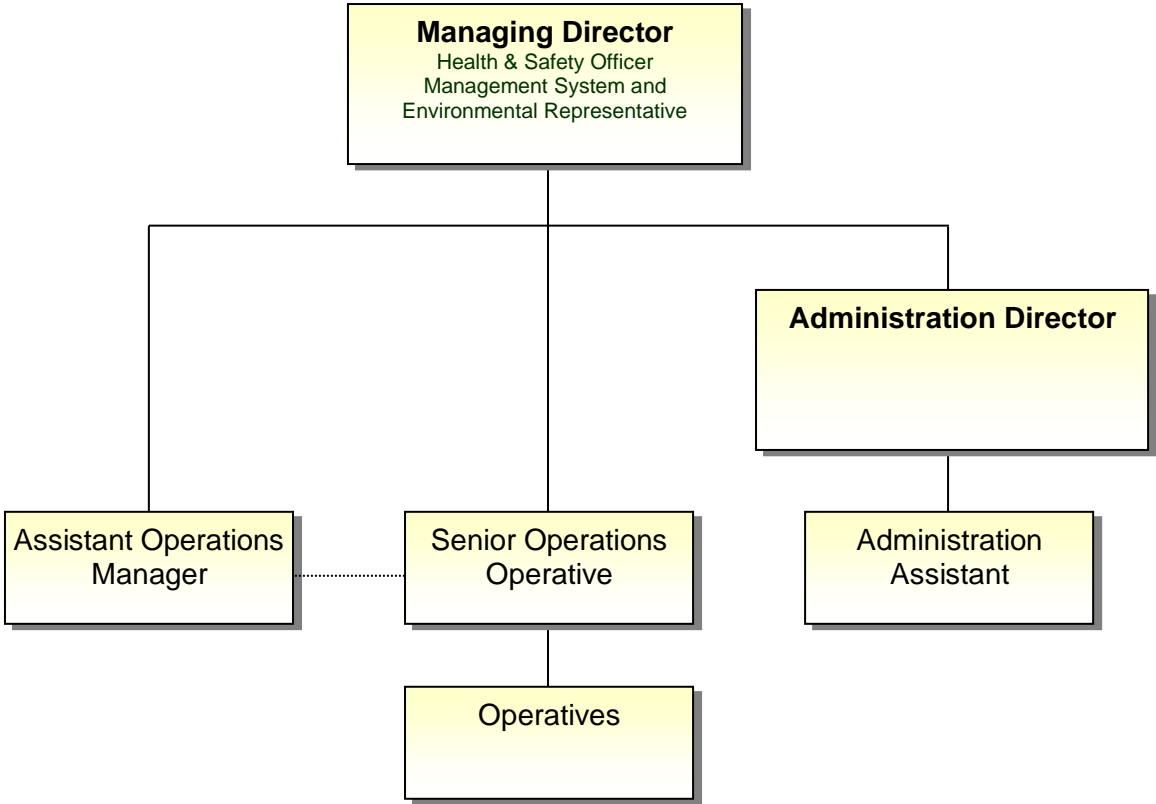 Managing Director
Health & Safety Officer
Management System and
Environmental Representative
Administration Director
Assistant Operations
Manager
Senior Operations
Operative
Administration
Assistant
Operatives